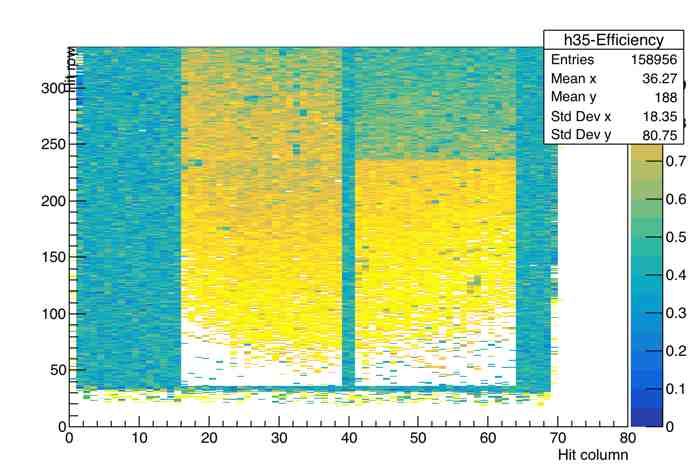 h35-Efficiency
Entries 158956
Mean x 36.27
Mean y 188
Std Dev x 18.35
Std Dev y 80.75
300
250
200
150
100
50
0
0 10 20 30 40 50 60 70 80
Hit column
0.7
0.6
0.5
0.4
0.3
0.2
0.1
0